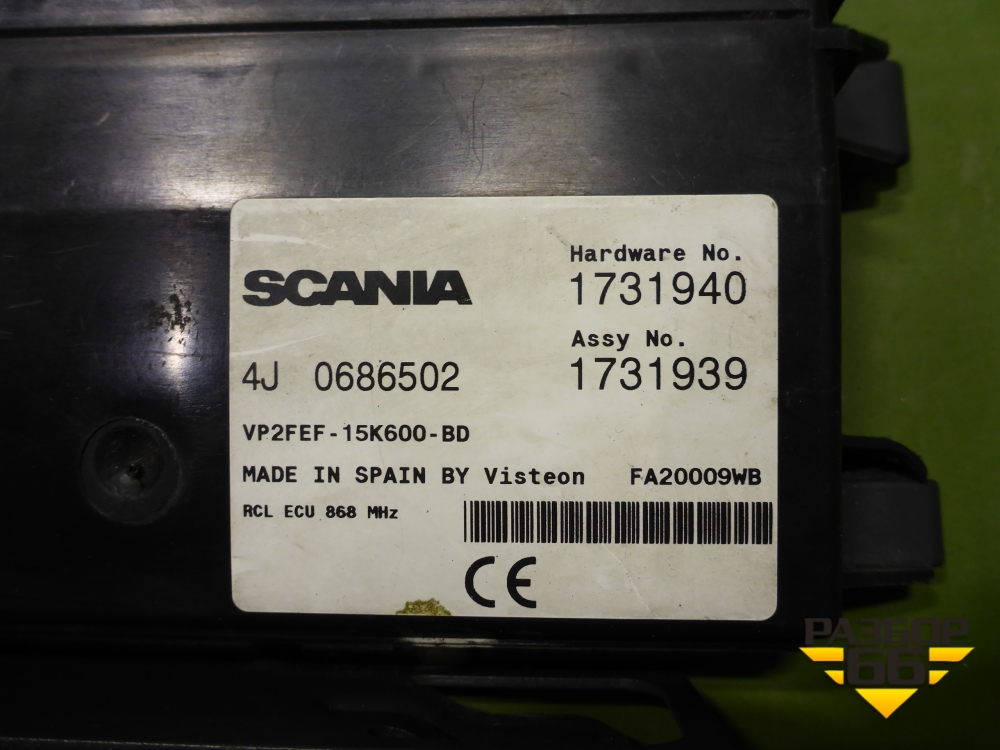 SCANIA
Hardware No.
1731940
Assy No.
4J 0686502
1731939
VP2FEF-15K600-BD
MADE IN SPAIN BY Visteon FA20009WB
RCL ECU 868 MHz
CE
РАЗБОР
66